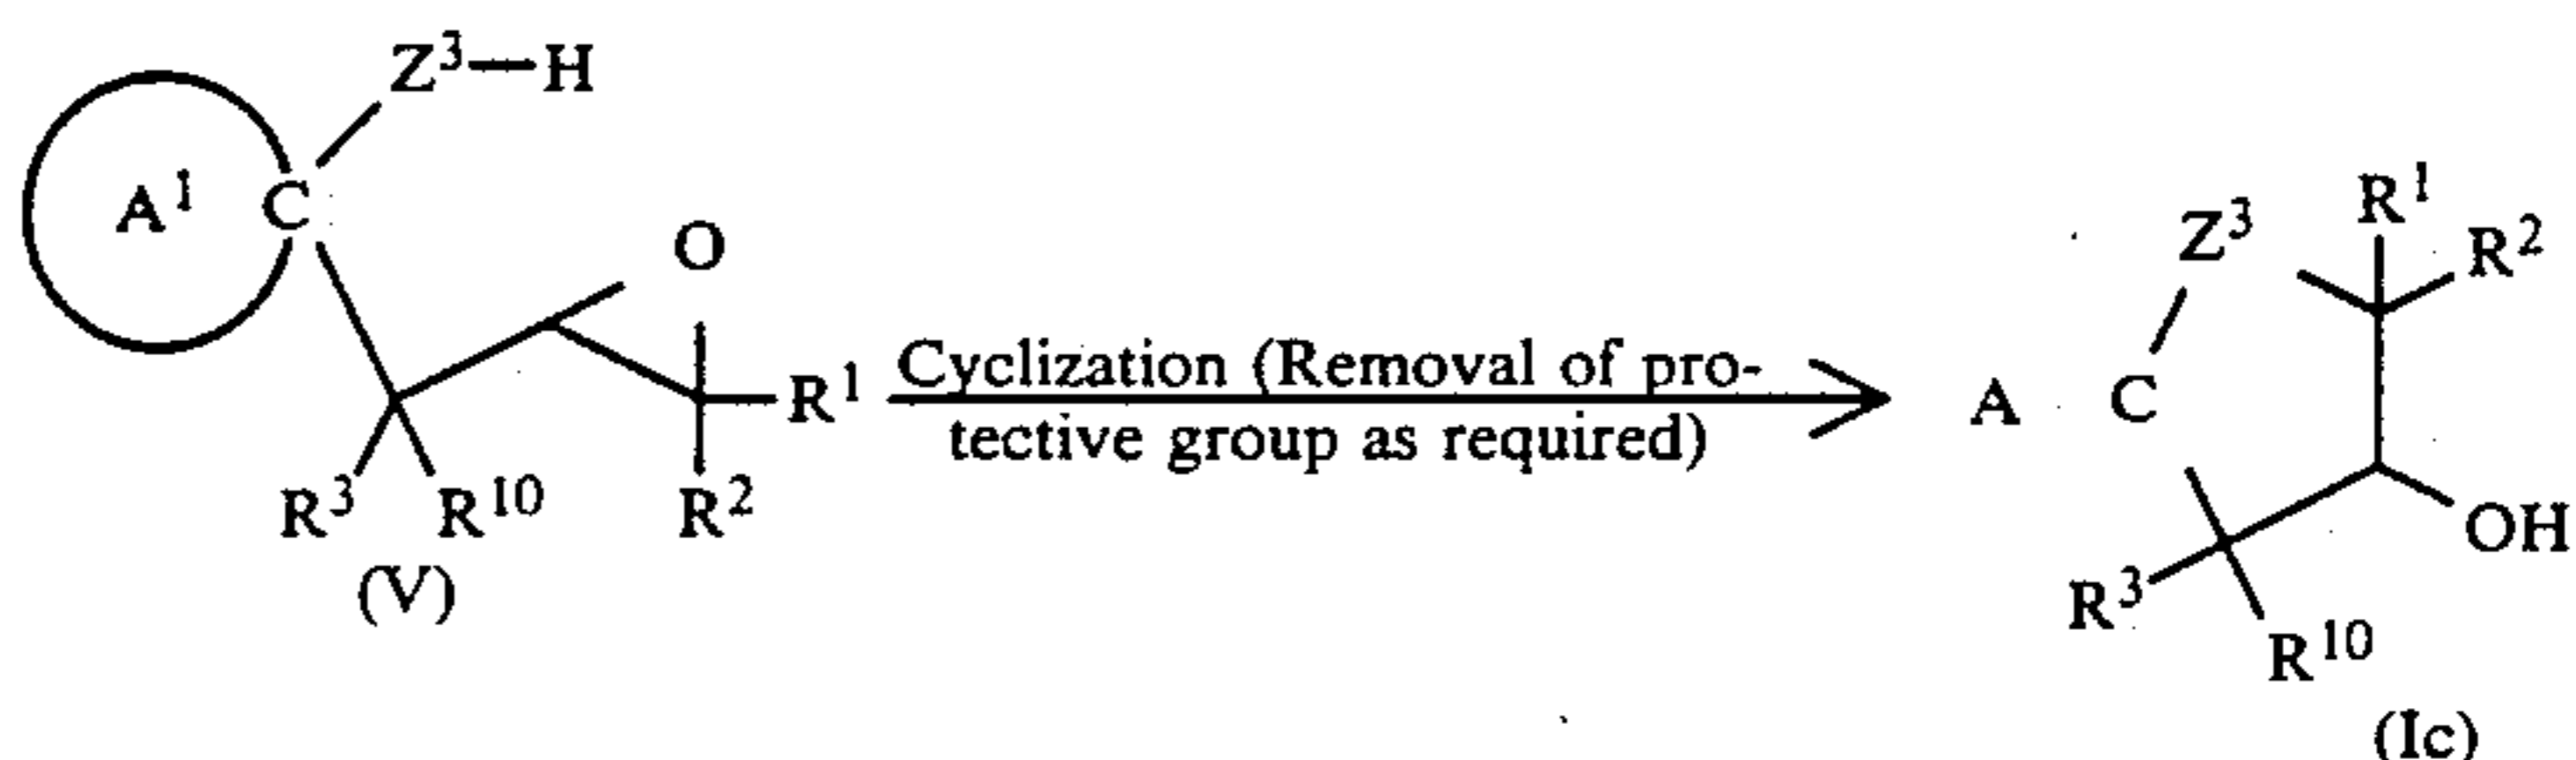 Z³—H
A¹ C
O
R¹
R³ R¹⁰ R²
(V)
Cyclization (Removal of pro-
tective group as required)
Z³ R¹
R²
A C
OH
R³
R¹⁰
(Ic)